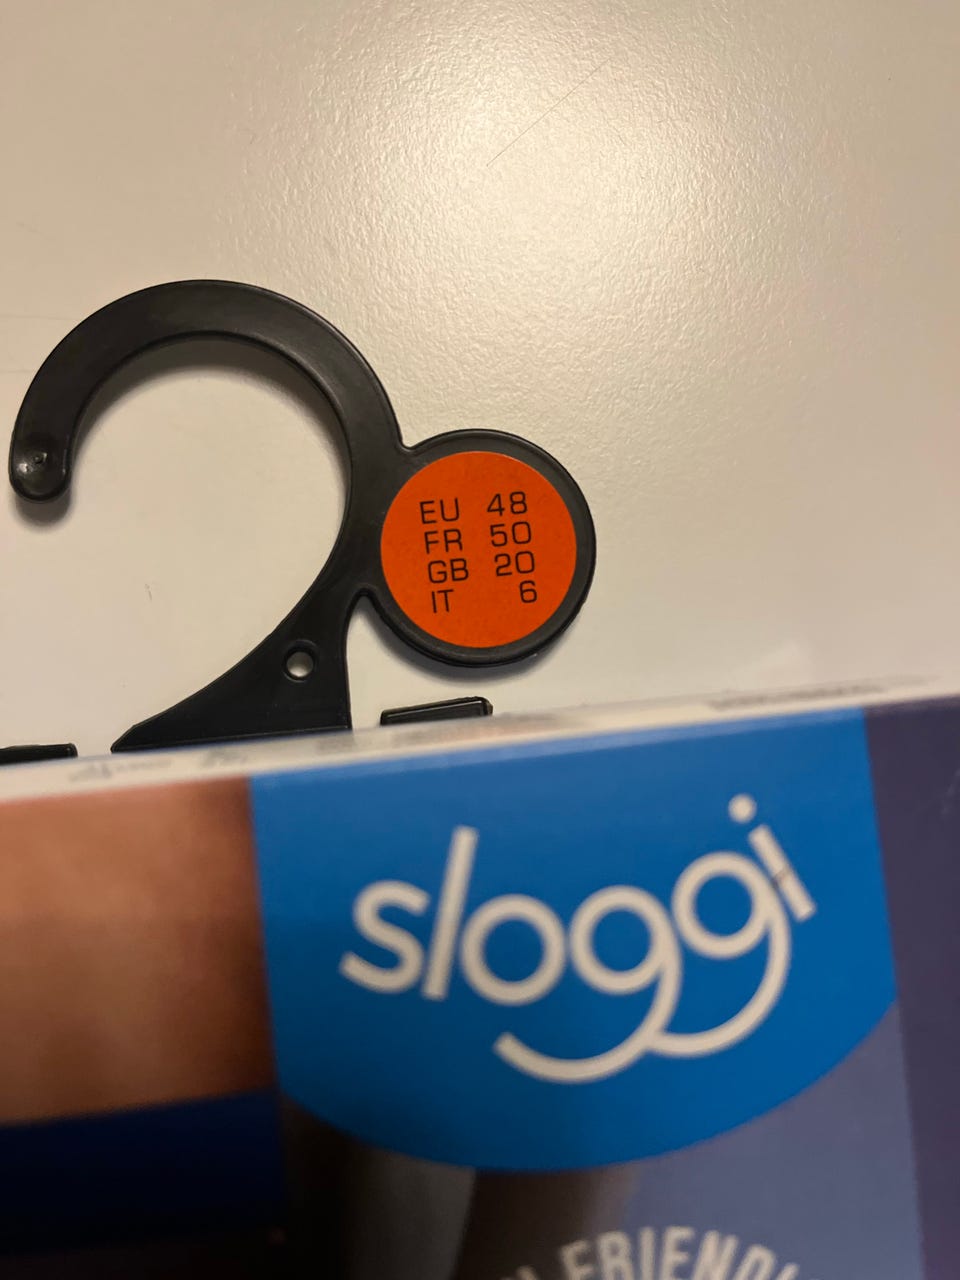 EU 48
FR 50
GB 20
IT 6
sloggi